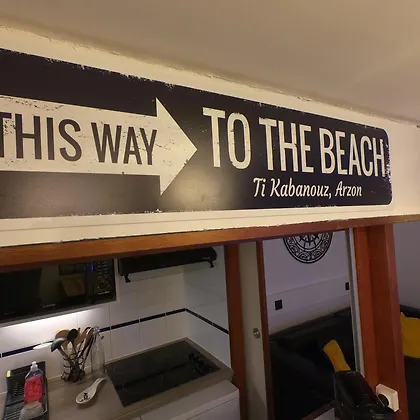 THIS WAY
TO THE BEACH
Ti Kabanouz, Arzon